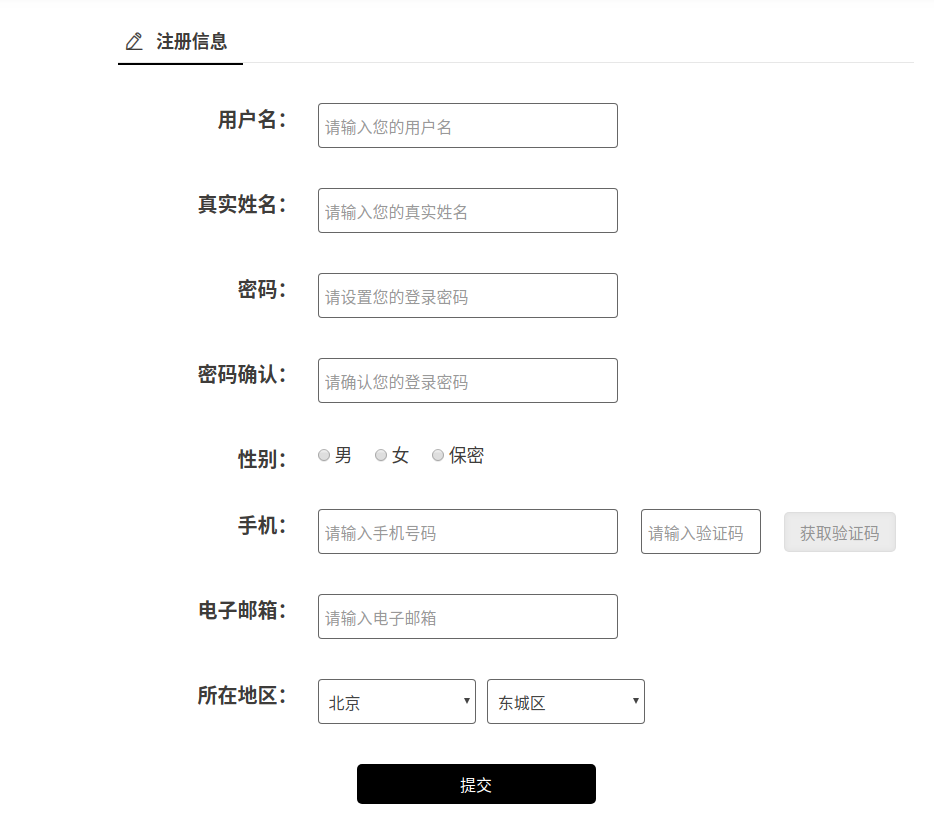 注册信息
用户名： 请输入您的用户名
真实姓名： 请输入您的真实姓名
密码： 请设置您的登录密码
密码确认： 请确认您的登录密码
性别： 男 女 保密
手机： 请输入手机号码 请输入验证码 获取验证码
电子邮箱： 请输入电子邮箱
所在地区： 北京 东城区
提交